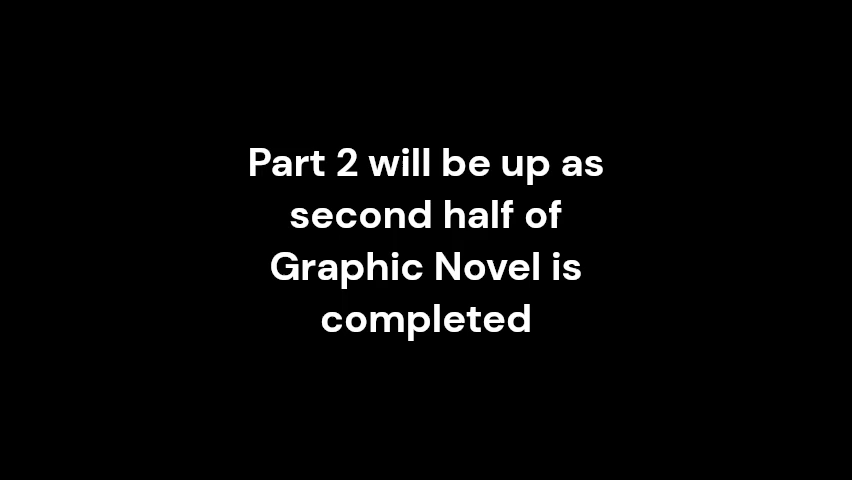 Part 2 will be up as
second half of
Graphic Novel is
completed